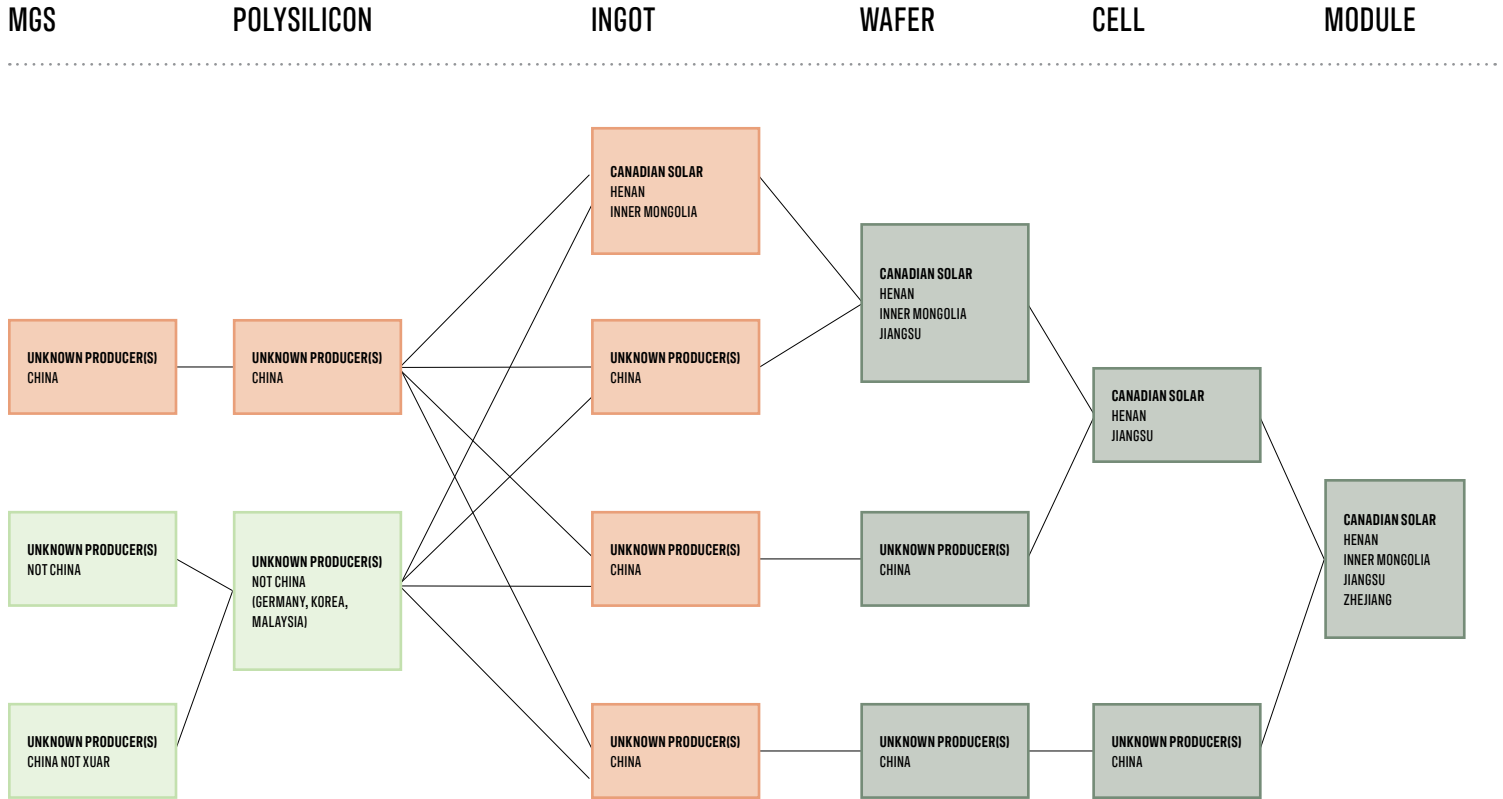 MGS
POLYSILICON
INGOT
WAFER
CELL
MODULE
UNKNOWN PRODUCER(S)
CHINA
UNKNOWN PRODUCER(S)
NOT CHINA
UNKNOWN PRODUCER(S)
CHINA NOT XUAR
UNKNOWN PRODUCER(S)
CHINA
UNKNOWN PRODUCER(S)
NOT CHINA
(GERMANY, KOREA,
MALAYSIA)
CANADIAN SOLAR
HENAN
INNER MONGOLIA
UNKNOWN PRODUCER(S)
CHINA
UNKNOWN PRODUCER(S)
CHINA
UNKNOWN PRODUCER(S)
CHINA
CANADIAN SOLAR
HENAN
INNER MONGOLIA
JIANGSU
UNKNOWN PRODUCER(S)
CHINA
UNKNOWN PRODUCER(S)
CHINA
CANADIAN SOLAR
HENAN
JIANGSU
UNKNOWN PRODUCER(S)
CHINA
CANADIAN SOLAR
HENAN
INNER MONGOLIA
JIANGSU
ZHEJIANG